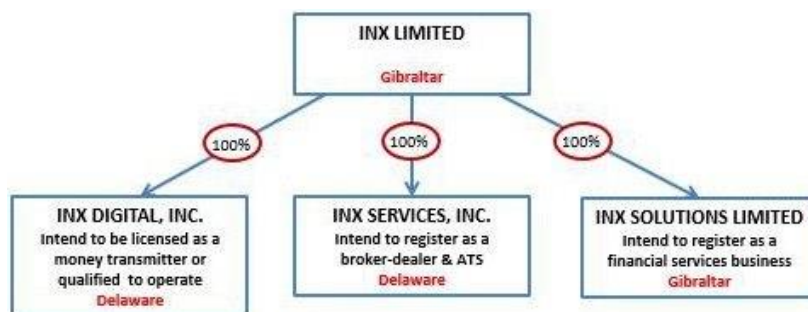 INX LIMITED
Gibraltar
100%
100%
100%
INX DIGITAL, INC.
Intend to be licensed as a
money transmitter or
qualified to operate
Delaware
INX SERVICES, INC.
Intend to register as a
broker-dealer & ATS
Delaware
INX SOLUTIONS LIMITED
Intend to register as a
financial services business
Gibraltar